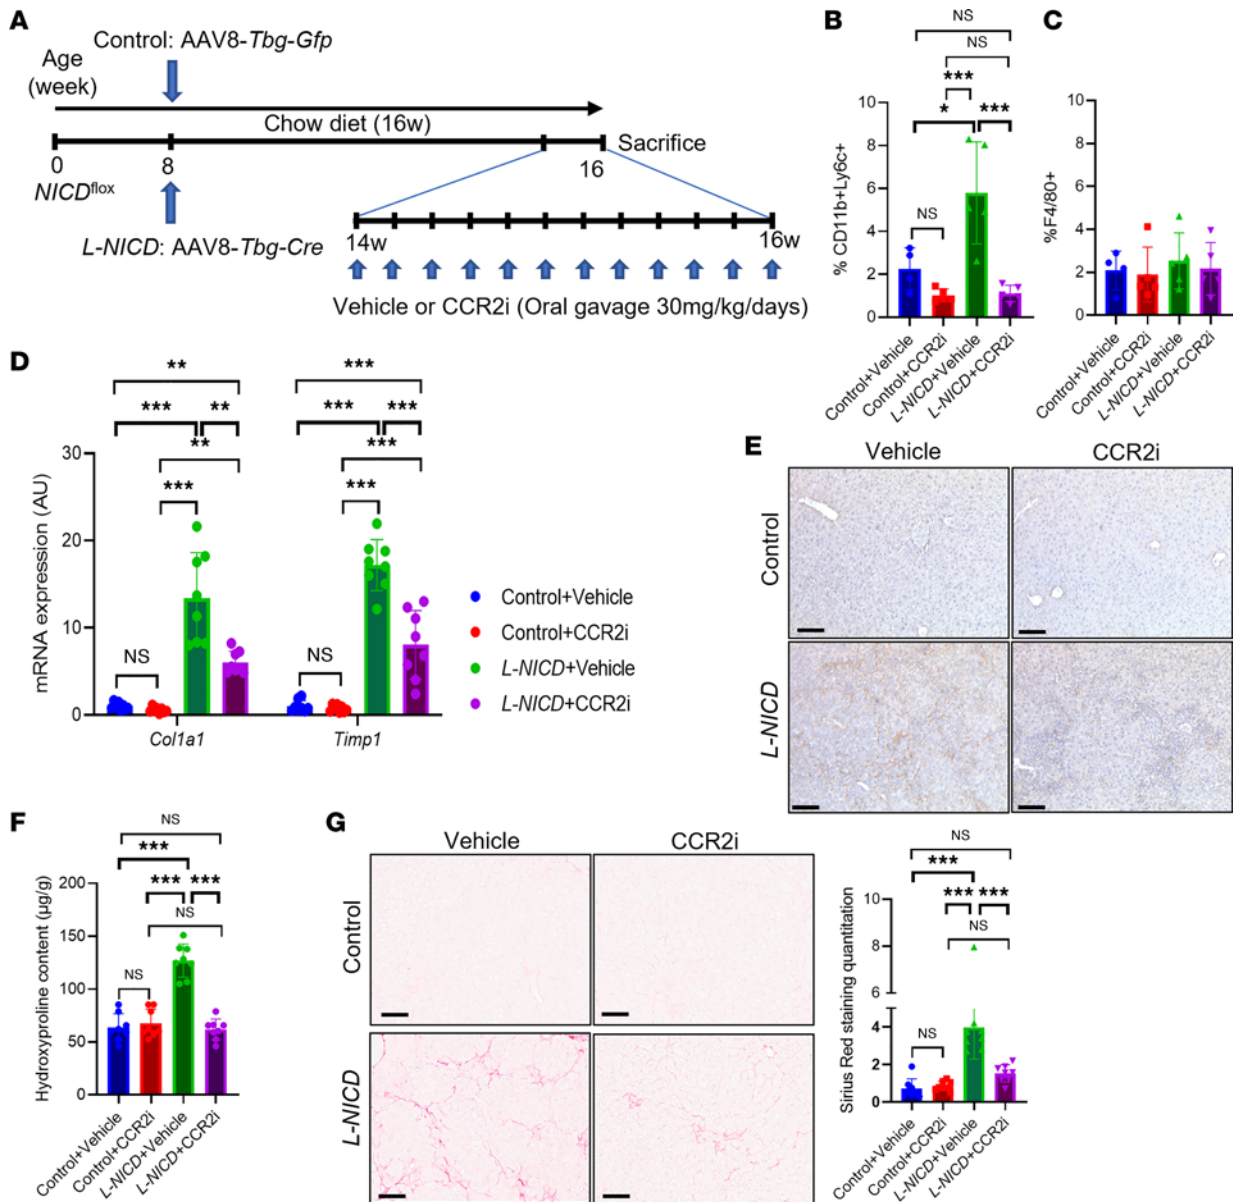 A
Control: AAV8-Tbg-Gfp
Age
(week)
Chow diet (16w)
Sacrifice
0
8
16
NICDflox
L-NICD: AAV8-Tbg-Cre
14w
16w
Vehicle or CCR2i (Oral gavage 30mg/kg/days)
B
NS
NS
***
*
***
NS
% CD11b+Ly6c+
10
8
6
4
2
0
Control+Vehicle
Control+CCR2i
L-NICD+Vehicle
L-NICD+CCR2i
C
%F4/80+
10
8
6
4
2
0
Control+Vehicle
Control+CCR2i
L-NICD+Vehicle
L-NICD+CCR2i
D
**
***
***
**
***
***
**
***
***
***
NS
NS
mRNA expression (AU)
30
20
10
0
Col1a1
Timp1
Control+Vehicle
Control+CCR2i
L-NICD+Vehicle
L-NICD+CCR2i
E
Vehicle
CCR2i
Control
L-NICD
F
NS
***
***
***
NS
NS
Hydroxyproline content (µg/g)
200
150
100
50
0
Control+Vehicle
Control+CCR2i
L-NICD+Vehicle
L-NICD+CCR2i
G
Vehicle
CCR2i
Control
L-NICD
NS
***
***
***
NS
NS
Sirius Red staining quantitation
10
8
6
4
2
0
Control+Vehicle
Control+CCR2i
L-NICD+Vehicle
L-NICD+CCR2i